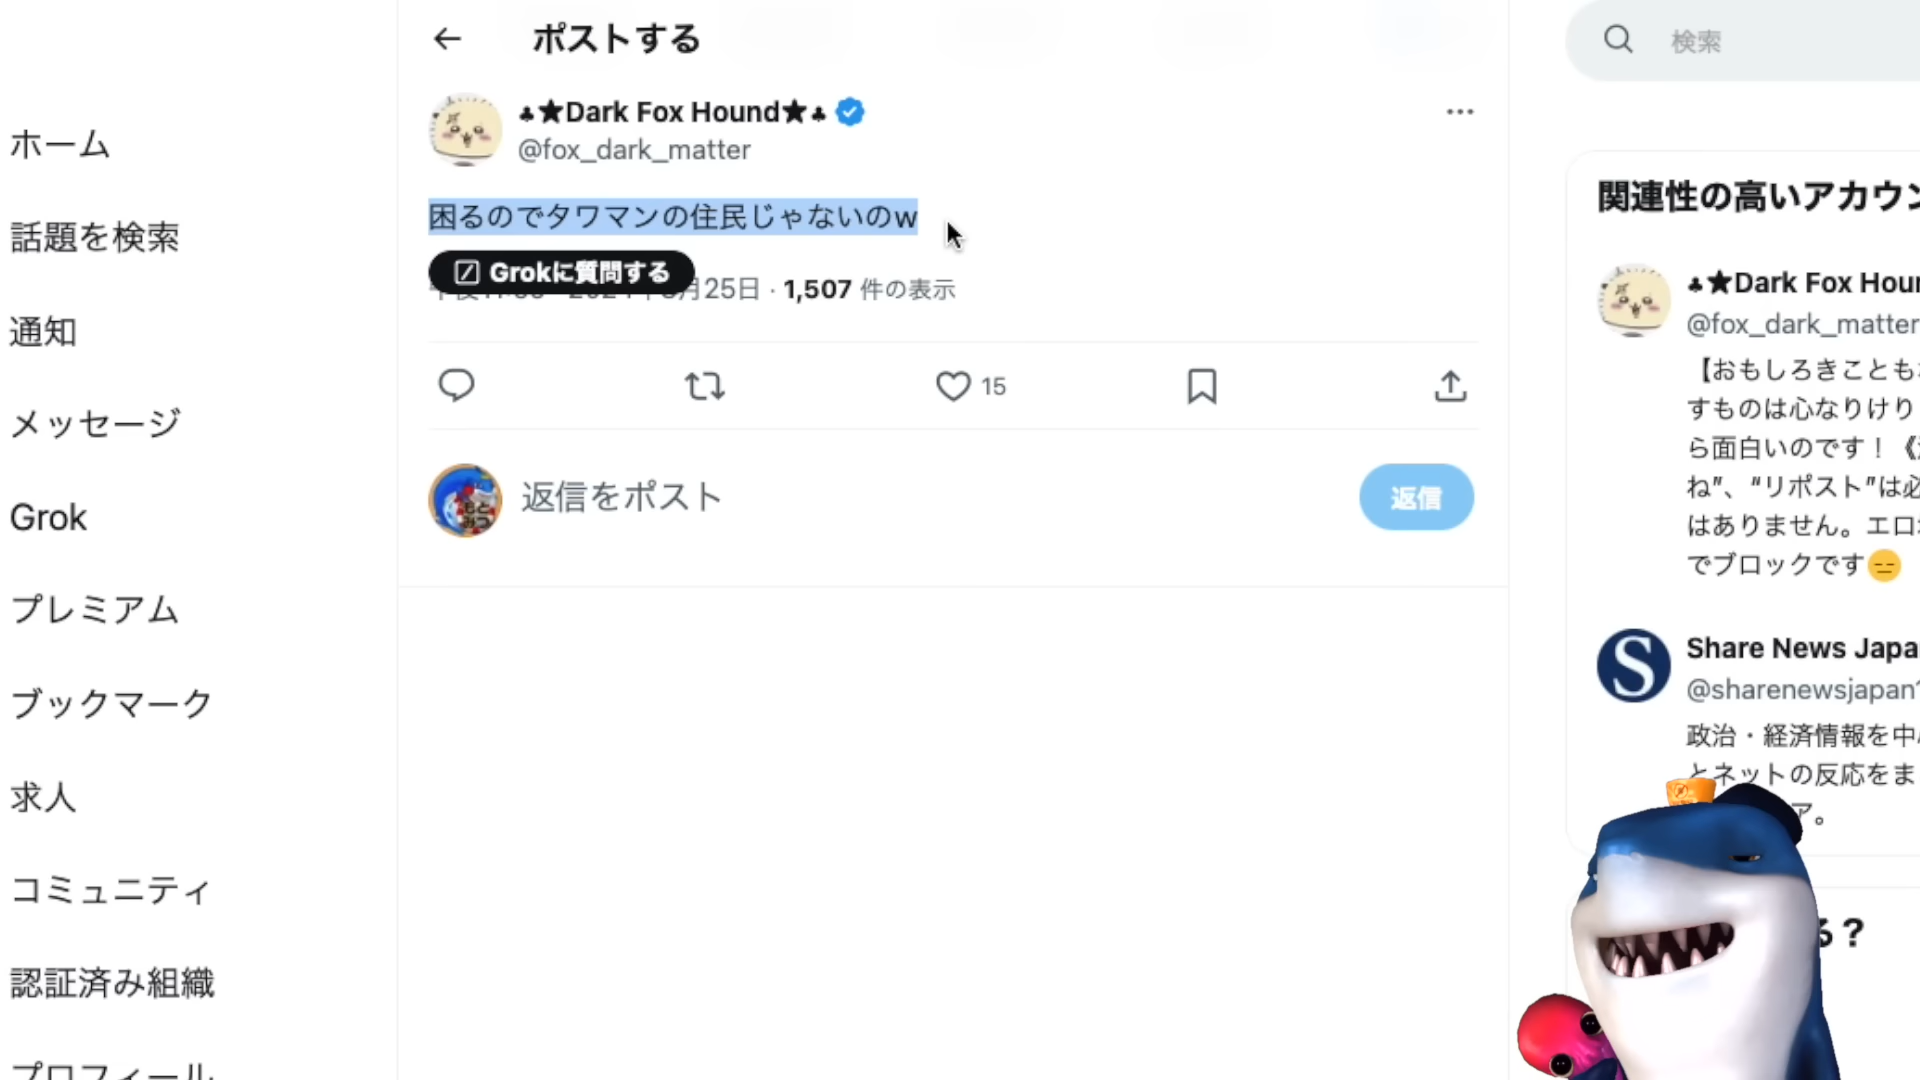 ポストする
検索
ホーム
話題を検索
通知
メッセージ
Grok
プレミアム
ブックマーク
求人
コミュニティ
認証済み組織
プロフィール
♣★Dark Fox Hound★♣
@fox_dark_matter
困るのでタワマンの住民じゃないのw
Grokに質問する
月25日 · 1,507 件の表示
15
返信をポスト
返信
関連性の高いアカウン
♣★Dark Fox Houn
@fox_dark_matter
【おもしろきことも
すものは心なりけり
ら面白いのです！《
ね”、“リポスト”は必
はありません。エロ
でブロックです😑
S
Share News Japa
@sharenewsjapan
政治・経済情報を中
とネットの反応をま
ア。
る？